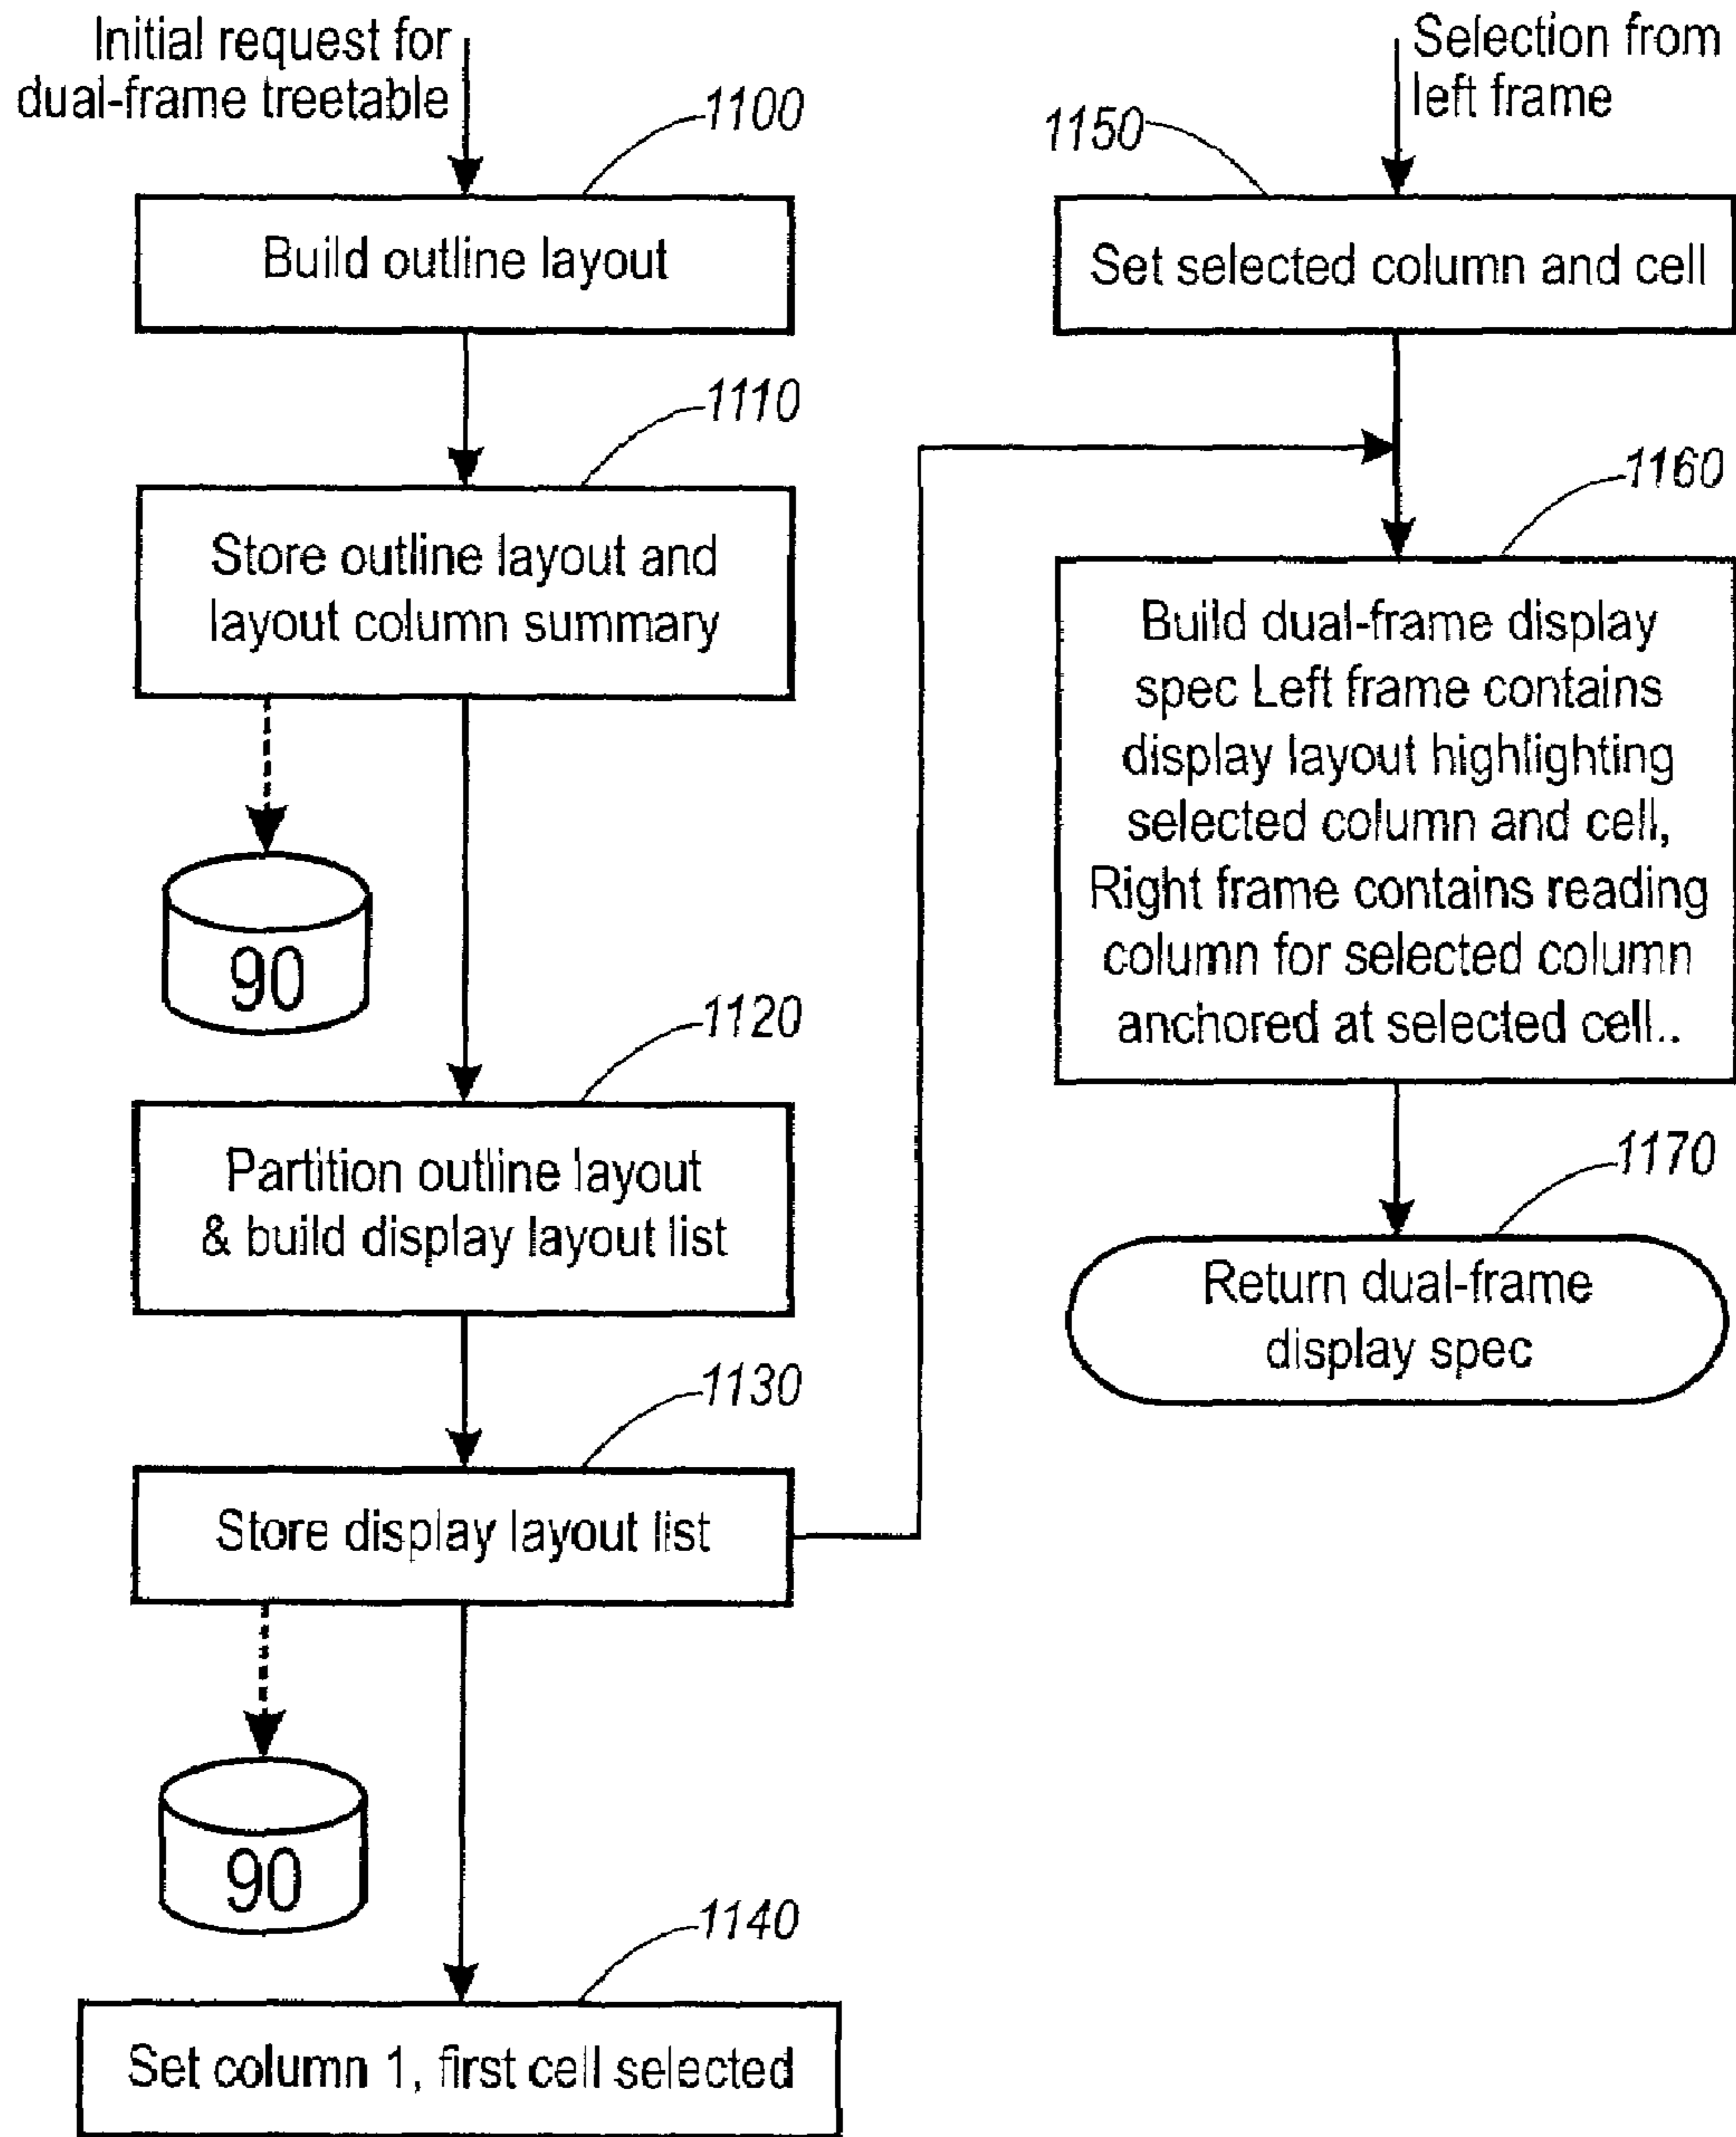 Initial request for
dual-frame treetable
1100
Build outline layout
1110
Store outline layout and
layout column summary
90
1120
Partition outline layout
& build display layout list
1130
Store display layout list
90
1140
Set column 1, first cell selected
Selection from
left frame
1150
Set selected column and cell
1160
Build dual-frame display
spec Left frame contains
display layout highlighting
selected column and cell,
Right frame contains reading
column for selected column
anchored at selected cell..
1170
Return dual-frame
display spec